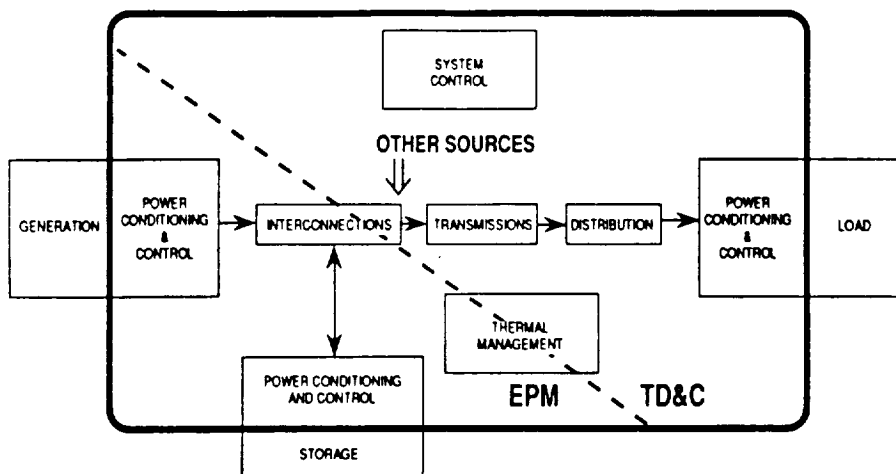 SYSTEM
CONTROL
OTHER SOURCES
GENERATION
POWER
CONDITIONING
&
CONTROL
INTERCONNECTIONS
TRANSMISSIONS
DISTRIBUTION
POWER
CONDITIONING
&
CONTROL
LOAD
THERMAL
MANAGEMENT
POWER CONDITIONING
AND CONTROL
STORAGE
EPM
TD&C